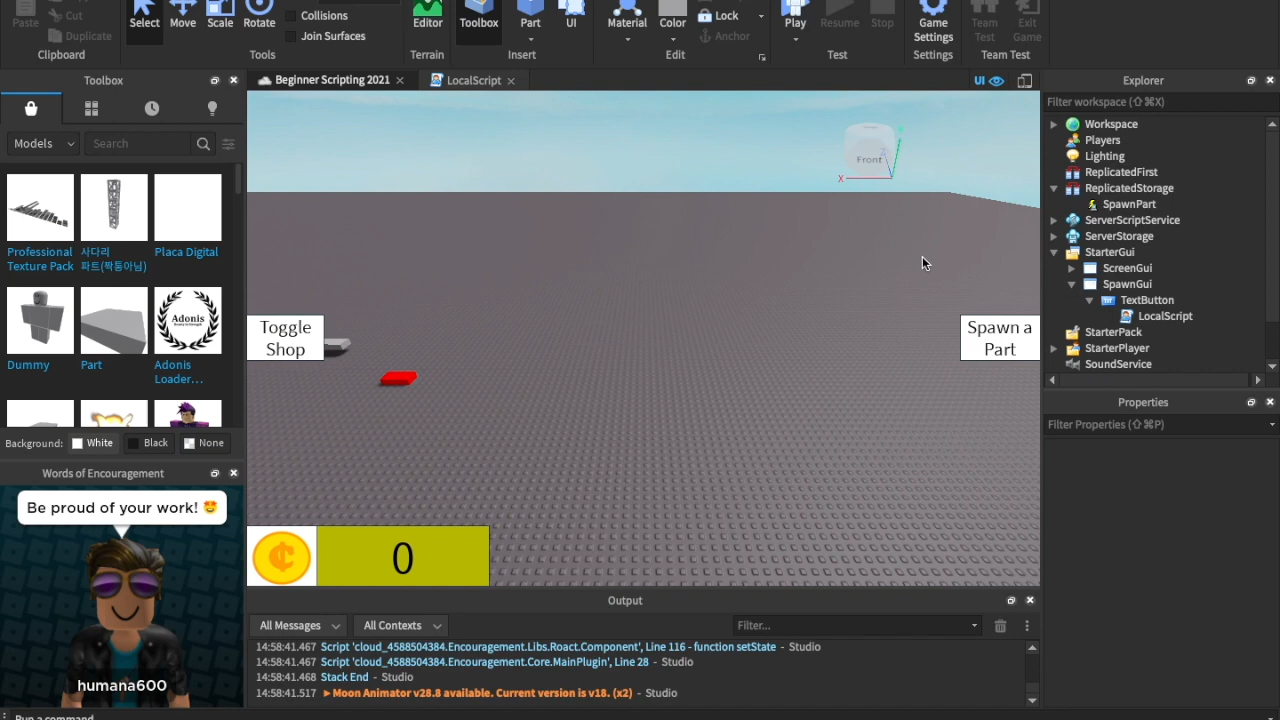 Paste
Cut
Duplicate
Clipboard
Select
Move
Scale
Rotate
Collisions
Join Surfaces
Tools
Editor
Terrain
Toolbox
Part
UI
Insert
Material
Color
Lock
Anchor
Edit
Play
Resume
Stop
Test
Game
Settings
Settings
Team
Test
Exit
Game
Team Test
Toolbox
Models
Search
Professional
Texture Pack
사다리
파트(짝퉁아님)
Placa Digital
Dummy
Part
Adonis
Adonis
Loader...
Background: White Black None
Words of Encouragement
Be proud of your work! 🤩
humana600
Beginner Scripting 2021
LocalScript
UI
Front
X
Toggle
Shop
Spawn a
Part
0
Output
All Messages
All Contexts
Filter...
14:58:41.467 Script 'cloud_4588504384.Encouragement.Libs.Roact.Component', Line 116 - function setState - Studio
14:58:41.467 Script 'cloud_4588504384.Encouragement.Core.MainPlugin', Line 28 - Studio
14:58:41.468 Stack End - Studio
14:58:41.517 ▶Moon Animator v28.8 available. Current version is v18. (x2) - Studio
Explorer
Filter workspace (⇧⌘X)
Workspace
Players
Lighting
ReplicatedFirst
ReplicatedStorage
SpawnPart
ServerScriptService
ServerStorage
StarterGui
ScreenGui
SpawnGui
TextButton
LocalScript
StarterPack
StarterPlayer
SoundService
Properties
Filter Properties (⇧⌘P)
Run a command